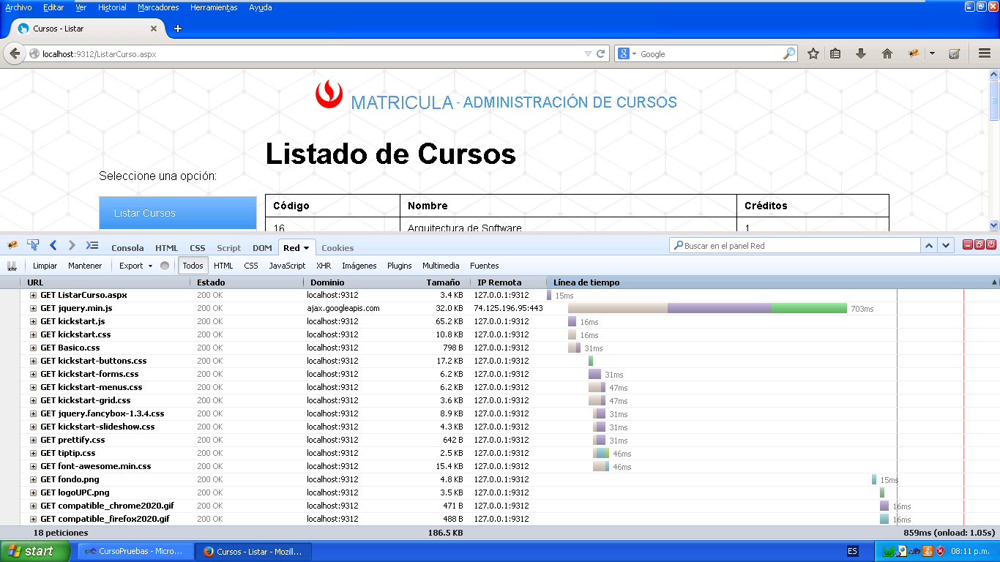 Archivo Editar Ver Historial Marcadores Herramientas Ayuda
Cursos - Listar
localhost:9312/ListarCurso.aspx Google
MATRICULA - ADMINISTRACIÓN DE CURSOS
Listado de Cursos
Seleccione una opción:
Listar Cursos
Código Nombre Créditos
16 Arquitectura de Software 1
Consola HTML CSS Script DOM Red Cookies Buscar en el panel Red
xhr Limpiar Mantener Export Todos HTML CSS JavaScript XHR Imágenes Plugins Multimedia Fuentes
URL Estado Dominio Tamaño IP Remota Línea de tiempo
GET ListarCurso.aspx 200 OK localhost:9312 3.4 KB 127.0.0.1:9312 15ms
GET jquery.min.js 200 OK ajax.googleapis.com 32.0 KB 74.125.196.95:443 703ms
GET kickstart.js 200 OK localhost:9312 65.2 KB 127.0.0.1:9312 16ms
GET kickstart.css 200 OK localhost:9312 10.8 KB 127.0.0.1:9312 16ms
GET Basico.css 200 OK localhost:9312 798 B 127.0.0.1:9312 31ms
GET kickstart-buttons.css 200 OK localhost:9312 17.2 KB 127.0.0.1:9312
GET kickstart-forms.css 200 OK localhost:9312 6.2 KB 127.0.0.1:9312 31ms
GET kickstart-menus.css 200 OK localhost:9312 6.2 KB 127.0.0.1:9312 47ms
GET kickstart-grid.css 200 OK localhost:9312 3.6 KB 127.0.0.1:9312 47ms
GET jquery.fancybox-1.3.4.css 200 OK localhost:9312 8.9 KB 127.0.0.1:9312 31ms
GET kickstart-slideshow.css 200 OK localhost:9312 4.3 KB 127.0.0.1:9312 31ms
GET prettify.css 200 OK localhost:9312 642 B 127.0.0.1:9312 31ms
GET tiptip.css 200 OK localhost:9312 2.5 KB 127.0.0.1:9312 46ms
GET font-awesome.min.css 200 OK localhost:9312 15.4 KB 127.0.0.1:9312 46ms
GET fondo.png 200 OK localhost:9312 4.8 KB 127.0.0.1:9312 15ms
GET logoUPC.png 200 OK localhost:9312 3.5 KB 127.0.0.1:9312
GET compatible_chrome2020.gif 200 OK localhost:9312 471 B 127.0.0.1:9312 16ms
GET compatible_firefox2020.gif 200 OK localhost:9312 488 B 127.0.0.1:9312 16ms
18 peticiones 186.5 KB 859ms (onload: 1.05s)
start CursoPruebas - Micro... Cursos - Listar - Mozill... ES 08:11 p.m.